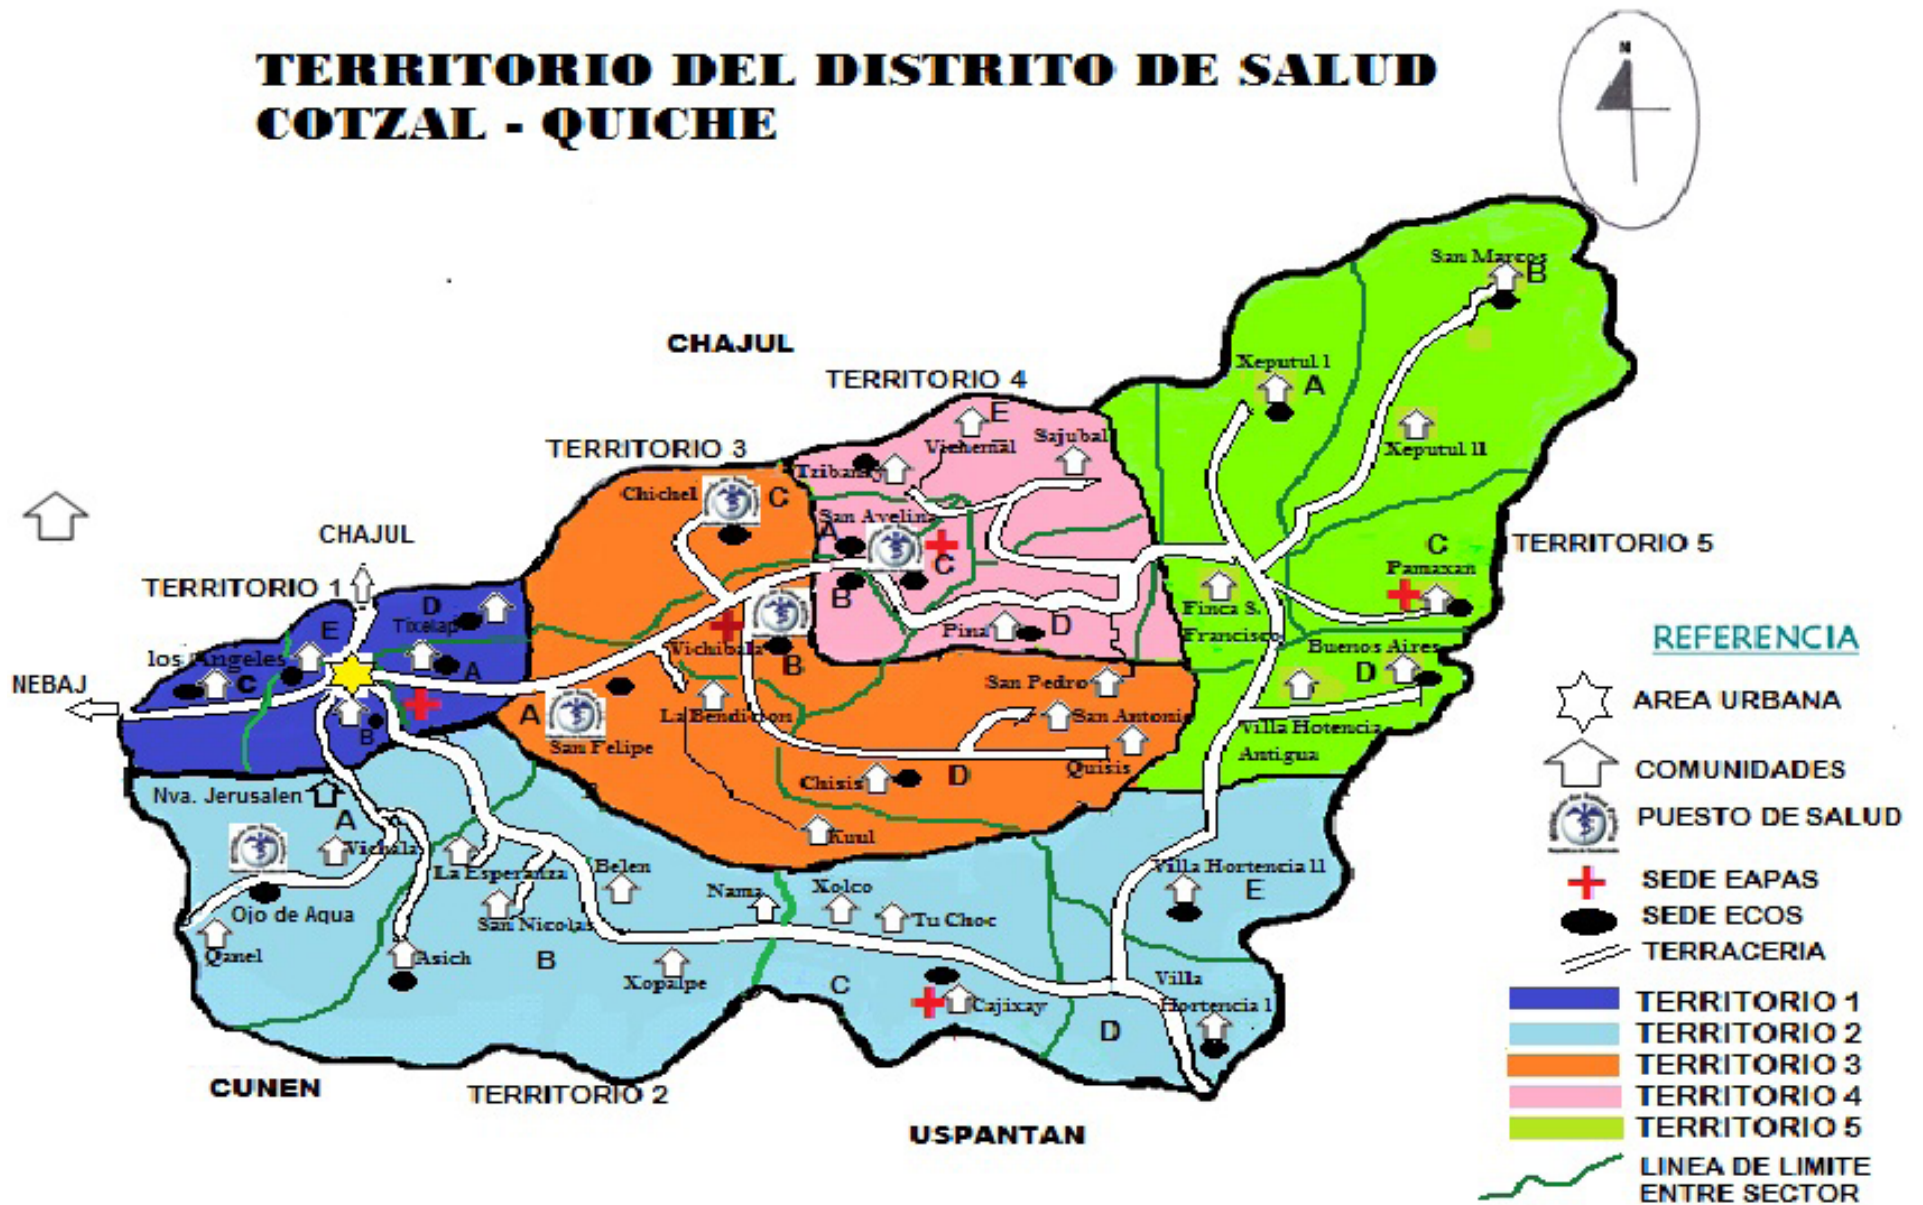 TERRITORIO DEL DISTRITO DE SALUD
COTZAL - QUICHE
N
CHAJUL
TERRITORIO 4
TERRITORIO 3
CHAJUL
TERRITORIO 1
NEBAJ
TERRITORIO 5
San Marcos
B
Xeputul l
A
Xeputul ll
C
Pamaxan
Finca S.
Francisco
Buenos Aires
D
Villa Hotencia
Antigua
E
Vichemal
Sajubal
San Avelina
A
C
B
Pina
D
Chichel
C
Vichibala
B
A
San Felipe
La Bendicion
San Pedro
San Antonio
Quisis
Chisis
D
Kuul
D
Tixelap
E
los Angeles
C
A
B
Nva. Jerusalen
A
Vichala
Ojo de Aqua
Qanel
La Esperanza
San Nicolas
Asich
B
Belen
Nama
Xolco
Tu Choc
Xopalpe
C
Cajixay
D
Villa Hortencia ll
E
Villa
Hortencia l
CUNEN
TERRITORIO 2
USPANTAN
REFERENCIA
AREA URBANA
COMUNIDADES
PUESTO DE SALUD
SEDE EAPAS
SEDE ECOS
TERRACERIA
TERRITORIO 1
TERRITORIO 2
TERRITORIO 3
TERRITORIO 4
TERRITORIO 5
LINEA DE LIMITE
ENTRE SECTOR